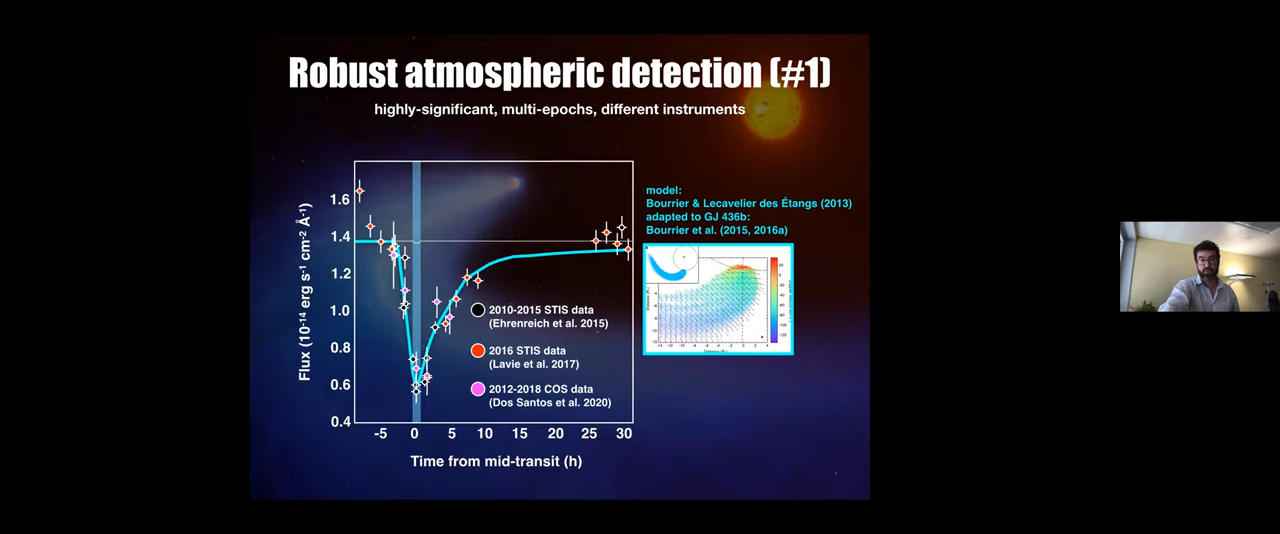 Robust atmospheric detection (#1)
highly-significant, multi-epochs, different instruments
model:
Bourrier & Lecavelier des Étangs (2013)
adapted to GJ 436b:
Bourrier et al. (2015, 2016a)
Flux (10⁻¹⁴ erg s⁻¹ cm⁻² Å⁻¹)
1.6
1.4
1.2
1.0
0.8
0.6
0.4
2010-2015 STIS data
(Ehrenreich et al. 2015)
2016 STIS data
(Lavie et al. 2017)
2012-2018 COS data
(Dos Santos et al. 2020)
-5 0 5 10 15 20 25 30
Time from mid-transit (h)